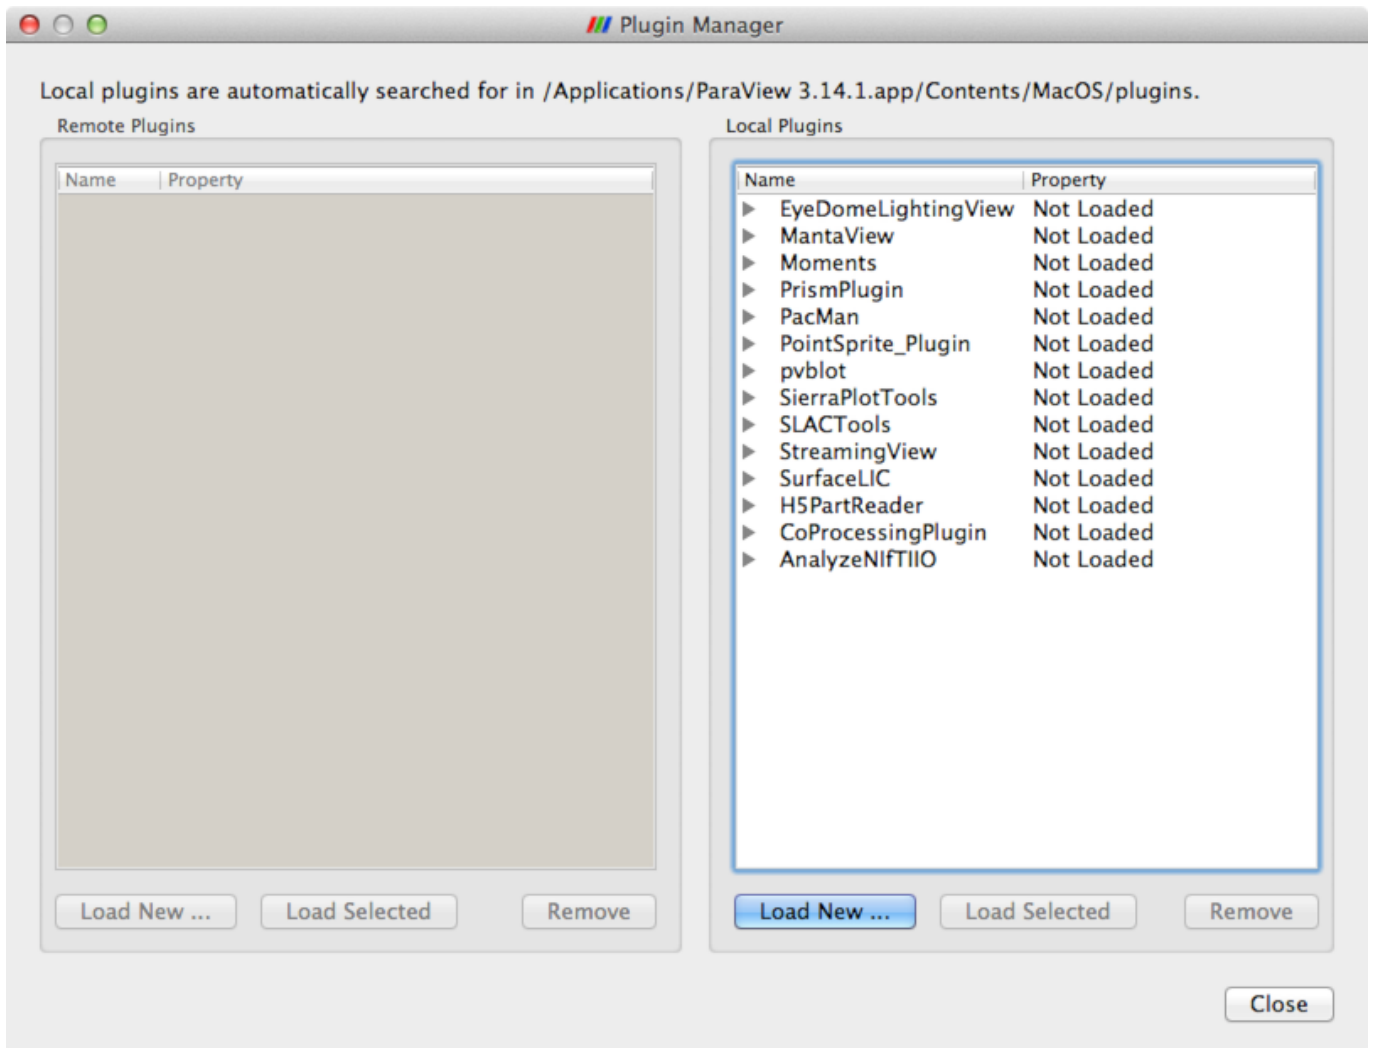 Plugin Manager
Local plugins are automatically searched for in /Applications/ParaView 3.14.1.app/Contents/MacOS/plugins.
Remote Plugins
Name Property
Load New ... Load Selected Remove
Local Plugins
Name Property
EyeDomeLightingView Not Loaded
MantaView Not Loaded
Moments Not Loaded
PrismPlugin Not Loaded
PacMan Not Loaded
PointSprite_Plugin Not Loaded
pvblot Not Loaded
SierraPlotTools Not Loaded
SLACTools Not Loaded
StreamingView Not Loaded
SurfaceLIC Not Loaded
H5PartReader Not Loaded
CoProcessingPlugin Not Loaded
AnalyzeNIfTIIO Not Loaded
Load New ... Load Selected Remove
Close